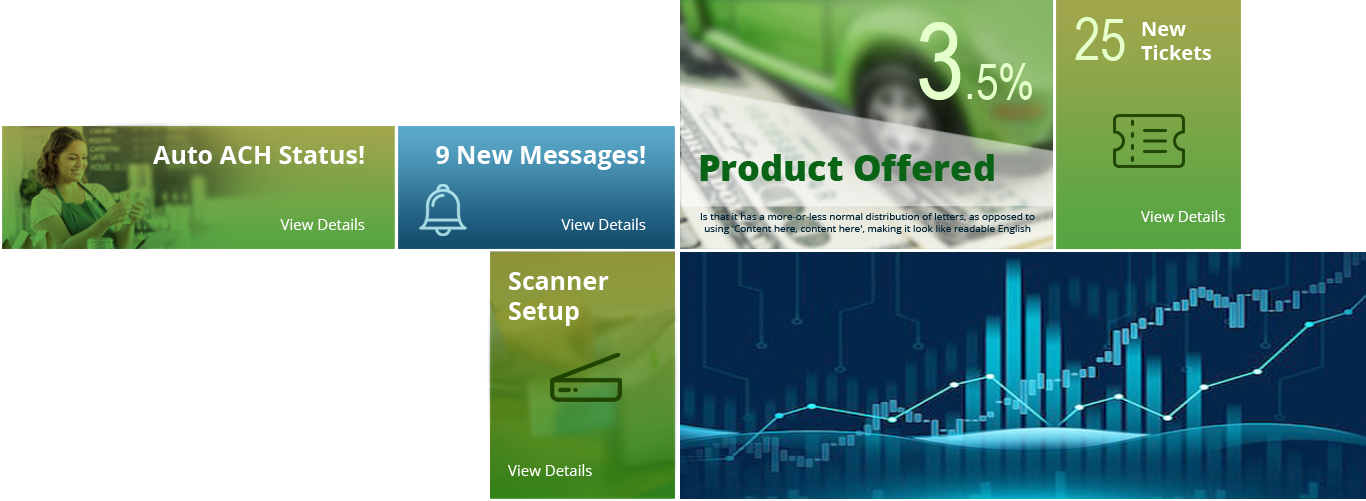 Auto ACH Status!
View Details
9 New Messages!
View Details
3.5%
Product Offered
Is that it has a more-or-less normal distribution of letters, as opposed to
using 'Content here, content here', making it look like readable English
25
New
Tickets
View Details
Scanner
Setup
View Details